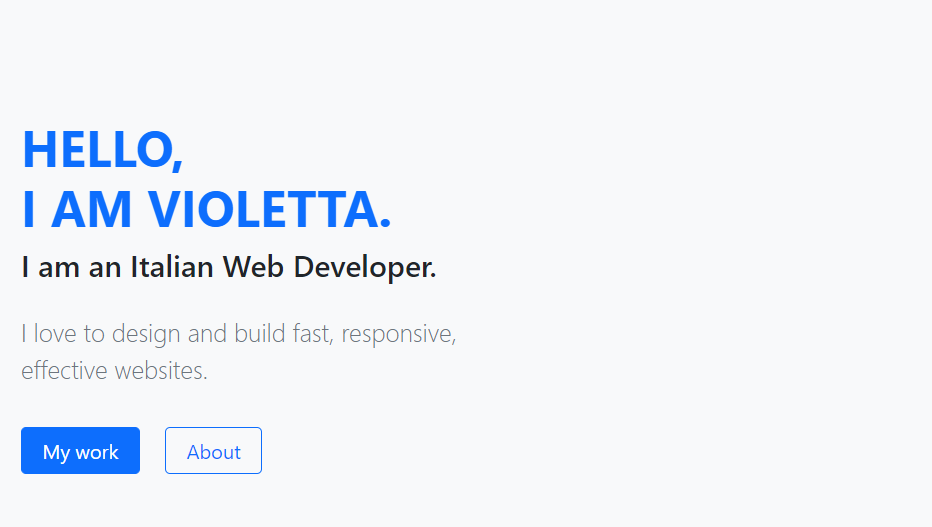 HELLO,
I AM VIOLETTA.
I am an Italian Web Developer.
I love to design and build fast, responsive,
effective websites.
My work
About